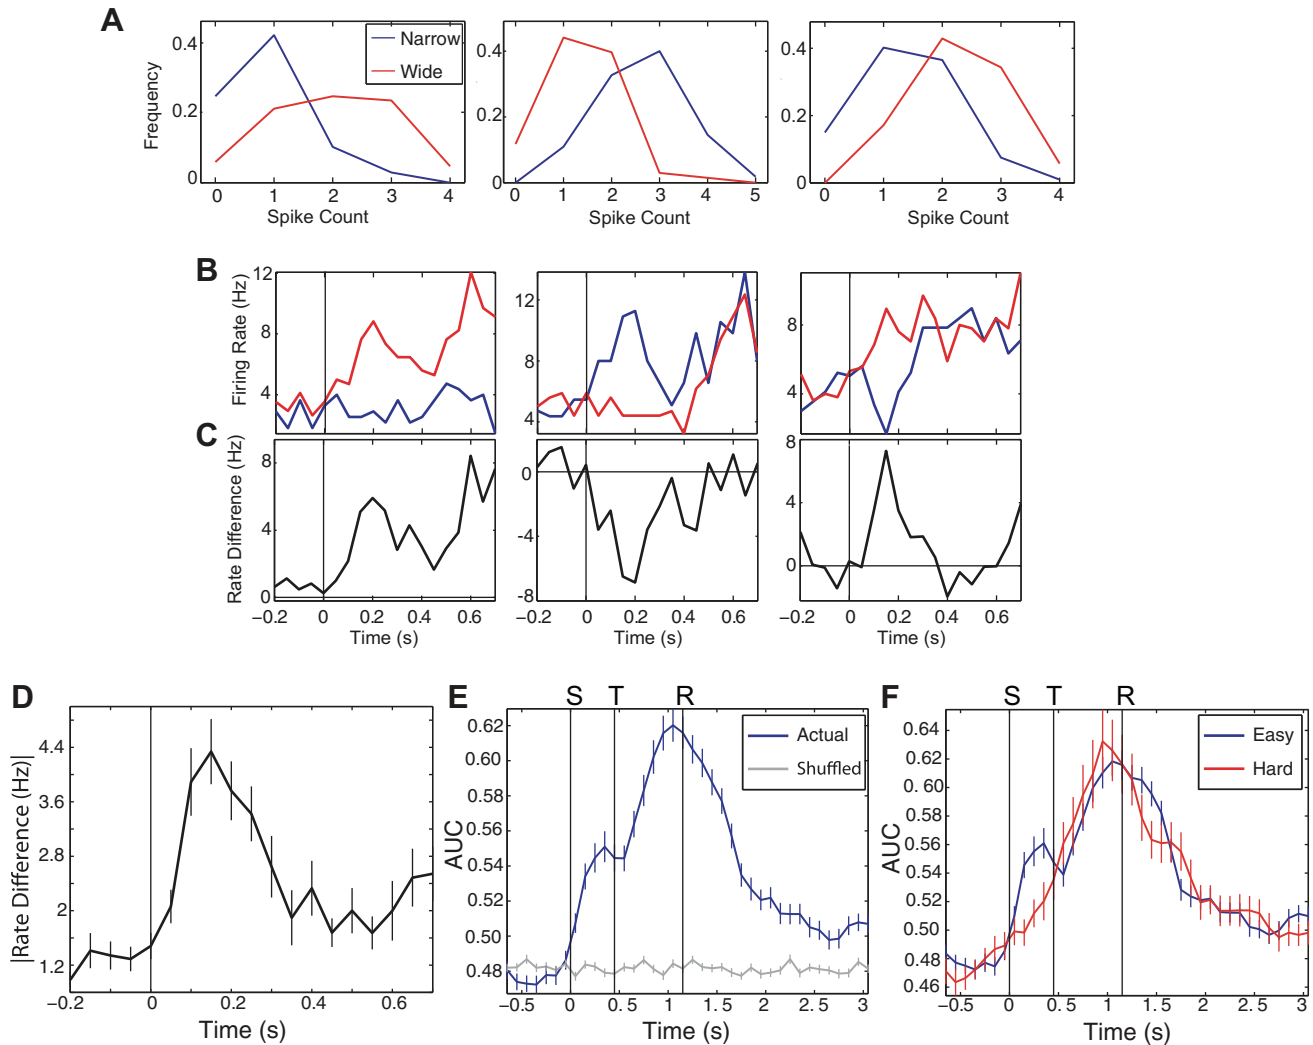 A
Frequency
0.4
0.2
0
Narrow
Wide
0 1 2 3 4
Spike Count
0.4
0.2
0
0 1 2 3 4 5
Spike Count
0.4
0.2
0
0 1 2 3 4
Spike Count
B
Firing Rate (Hz)
12
8
4
12
8
4
8
4
C
Rate Difference (Hz)
8
4
0
−0.2 0 0.2 0.4 0.6
Time (s)
0
-4
-8
−0.2 0 0.2 0.4 0.6
Time (s)
8
4
0
−0.2 0 0.2 0.4 0.6
Time (s)
D
|Rate Difference (Hz)|
4.4
3.6
2.8
2
1.2
−0.2 0 0.2 0.4 0.6
Time (s)
E
S T R
AUC
0.62
0.60
0.58
0.56
0.54
0.52
0.50
0.48
Actual
Shuffled
−0.5 0 0.5 1 1.5 2 2.5 3
Time (s)
F
S T R
AUC
0.64
0.62
0.60
0.58
0.56
0.54
0.52
0.50
0.48
0.46
Easy
Hard
−0.5 0 0.5 1 1.5 2 2.5 3
Time (s)